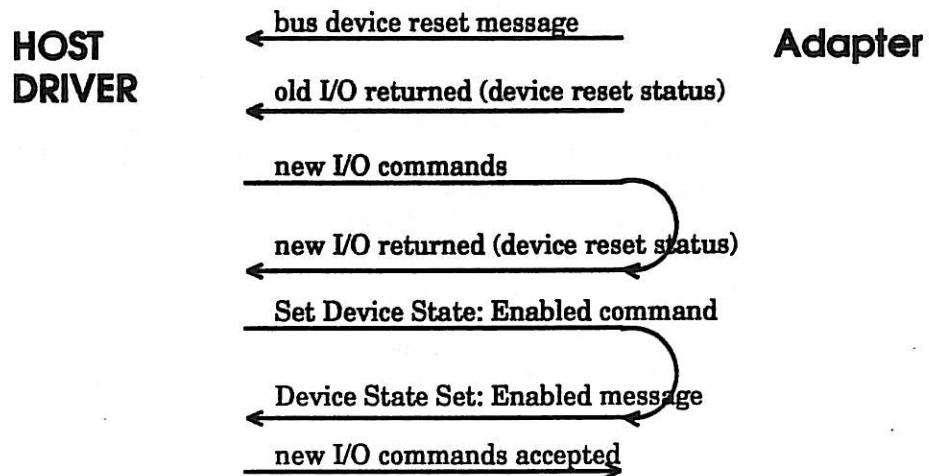 HOST
DRIVER
Adapter
bus device reset message
old I/O returned (device reset status)
new I/O commands
new I/O returned (device reset status)
Set Device State: Enabled command
Device State Set: Enabled message
new I/O commands accepted